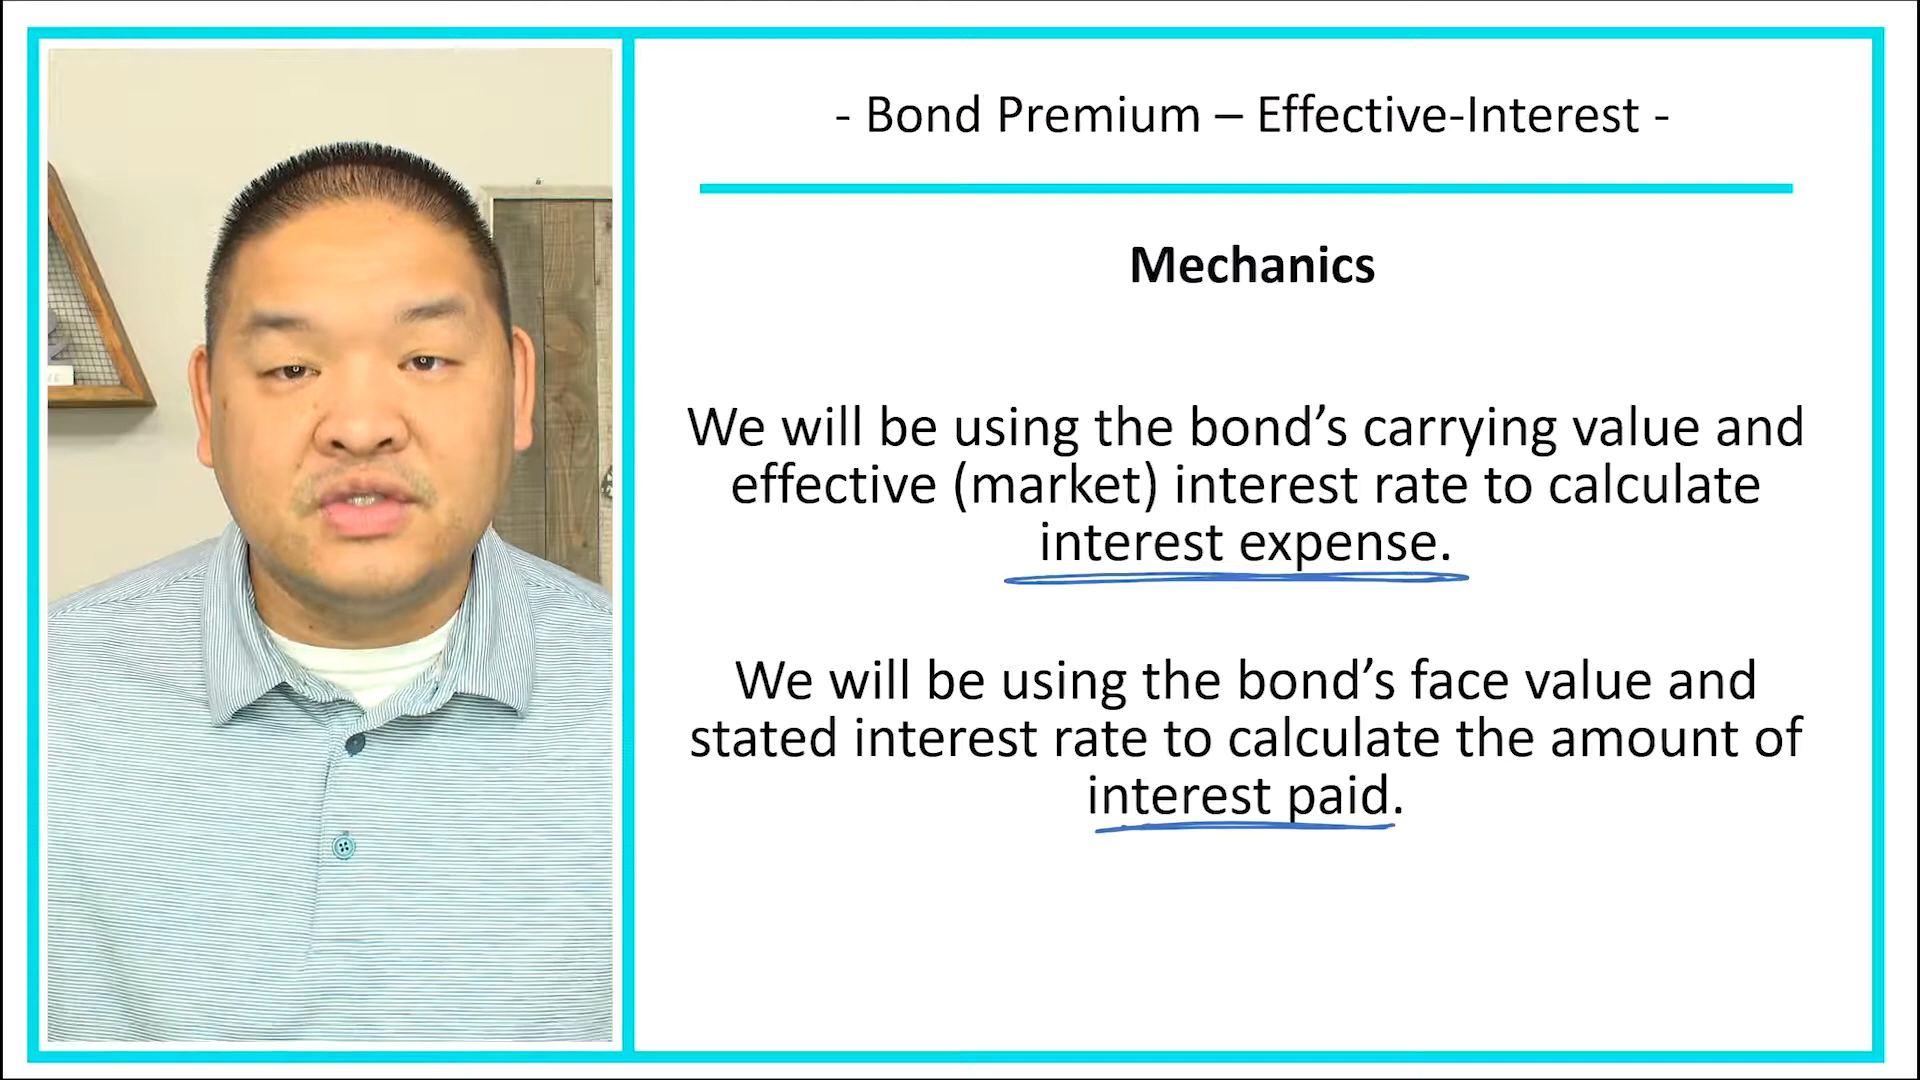 - Bond Premium – Effective-Interest -
Mechanics
We will be using the bond’s carrying value and
effective (market) interest rate to calculate
interest expense.
We will be using the bond’s face value and
stated interest rate to calculate the amount of
interest paid.